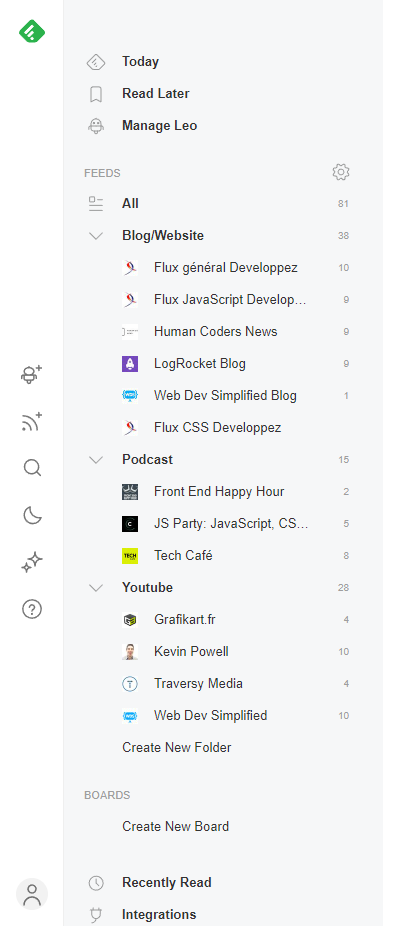 Today
Read Later
Manage Leo
FEEDS
All 81
Blog/Website 38
Flux général Developpez 10
Flux JavaScript Develop... 9
Human Coders News 9
LogRocket Blog 9
Web Dev Simplified Blog 1
Flux CSS Developpez
Podcast 15
Front End Happy Hour 2
JS Party: JavaScript, CS... 5
Tech Café 8
Youtube 28
Grafikart.fr 4
Kevin Powell 10
Traversy Media 4
Web Dev Simplified 10
Create New Folder
BOARDS
Create New Board
Recently Read
Integrations